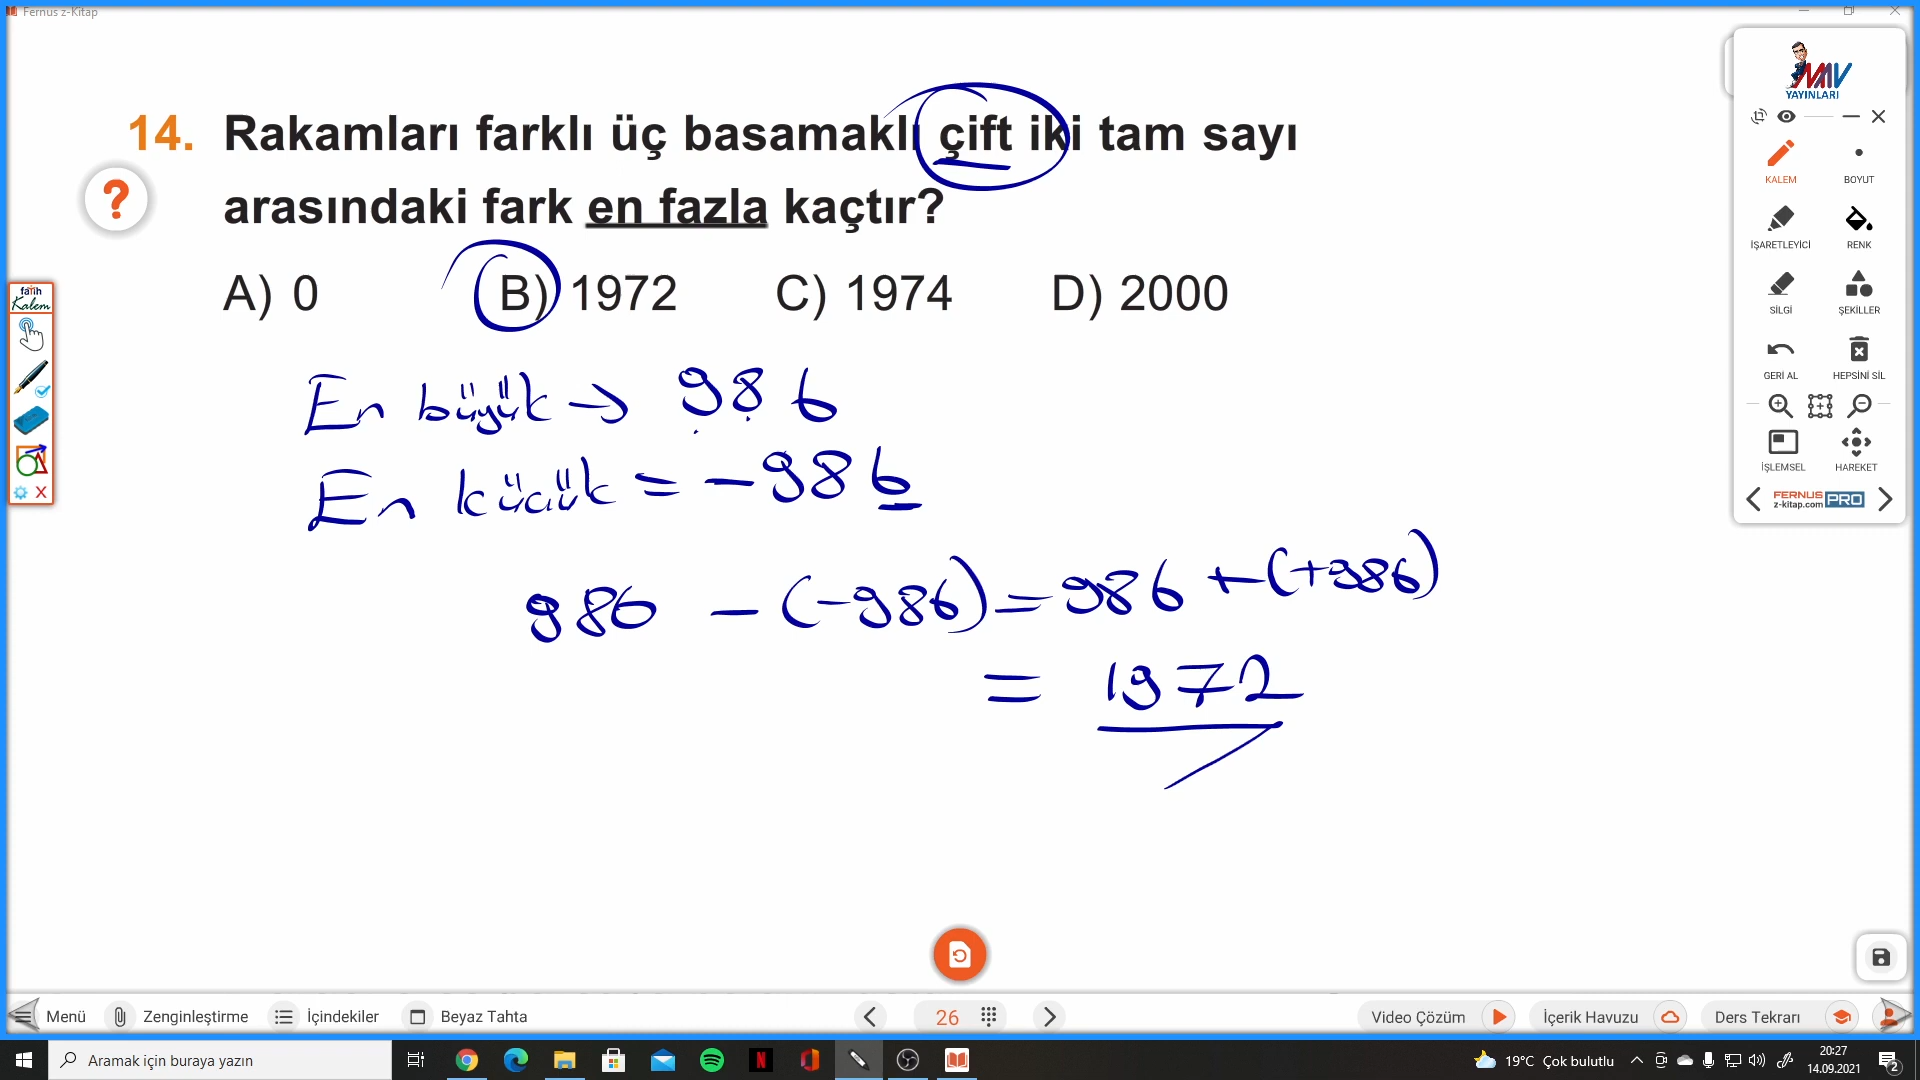 Fernus z-Kitap
14. Rakamları farklı üç basamaklı çift iki tam sayı
arasındaki fark en fazla kaçtır?
A) 0 B) 1972 C) 1974 D) 2000
En büyük → 986
En küçük = -986
986 - (-986) = 986 + (+986)
= 1972
fatih
Kalem
MAV
YAYINLARI
KALEM BOYUT
İŞARETLEYİCİ RENK
SİLGİ ŞEKİLLER
GERİ AL HEPSİNİ SİL
İŞLEMSEL HAREKET
FERNUS PRO
z-kitap.com
Menü Zenginleştirme İçindekiler Beyaz Tahta 26 Video Çözüm İçerik Havuzu Ders Tekrarı
Aramak için buraya yazın 19°C Çok bulutlu 20:27
14.09.2021 2